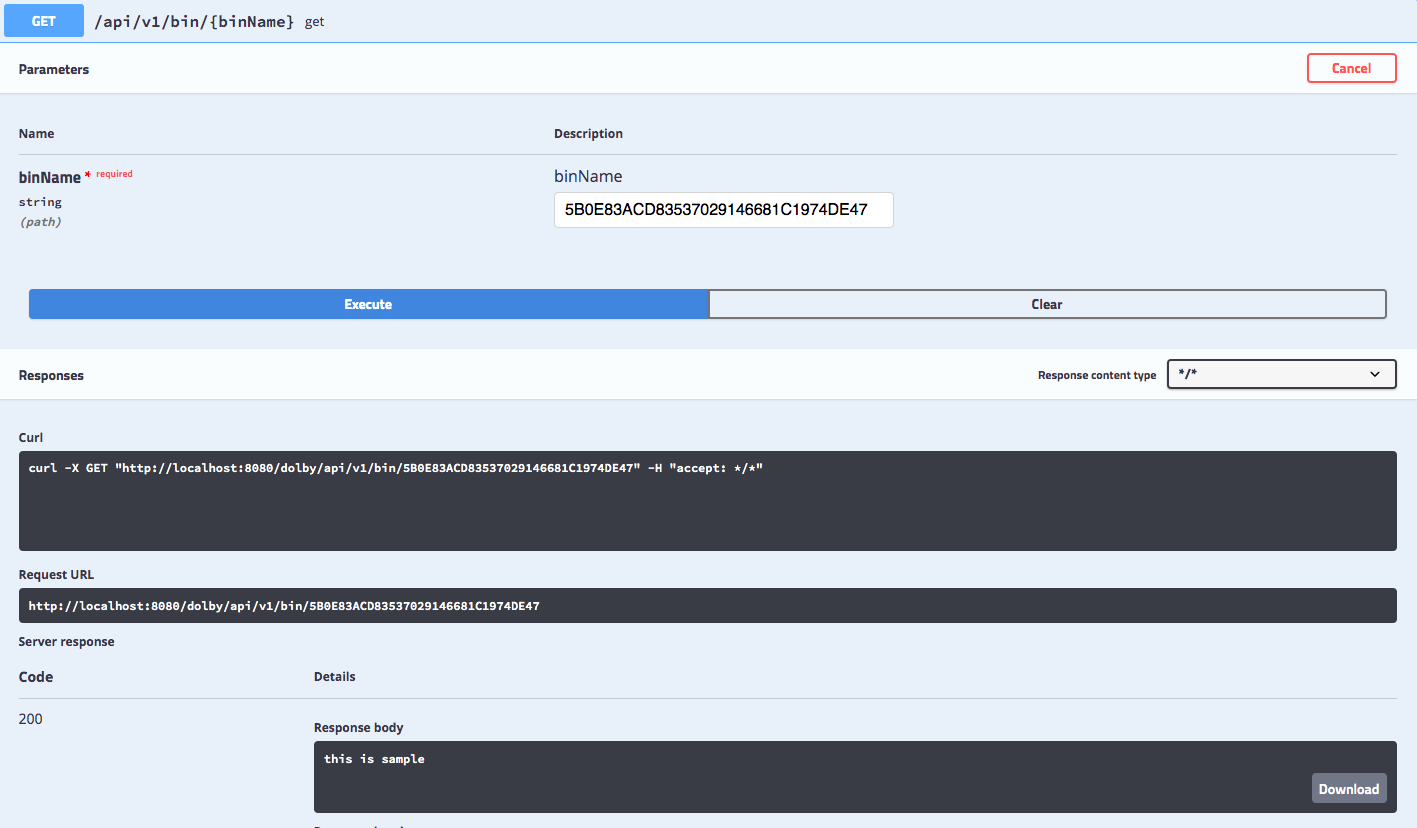 GET /api/v1/bin/{binName} get
Parameters
Cancel
Name Description
binName * required
string
(path)
binName
5B0E83ACD83537029146681C1974DE47
Execute Clear
Responses
Response content type */*
Curl
curl -X GET "http://localhost:8080/dolby/api/v1/bin/5B0E83ACD83537029146681C1974DE47" -H "accept: */*"
Request URL
http://localhost:8080/dolby/api/v1/bin/5B0E83ACD83537029146681C1974DE47
Server response
Code Details
200
Response body
this is sample
Download